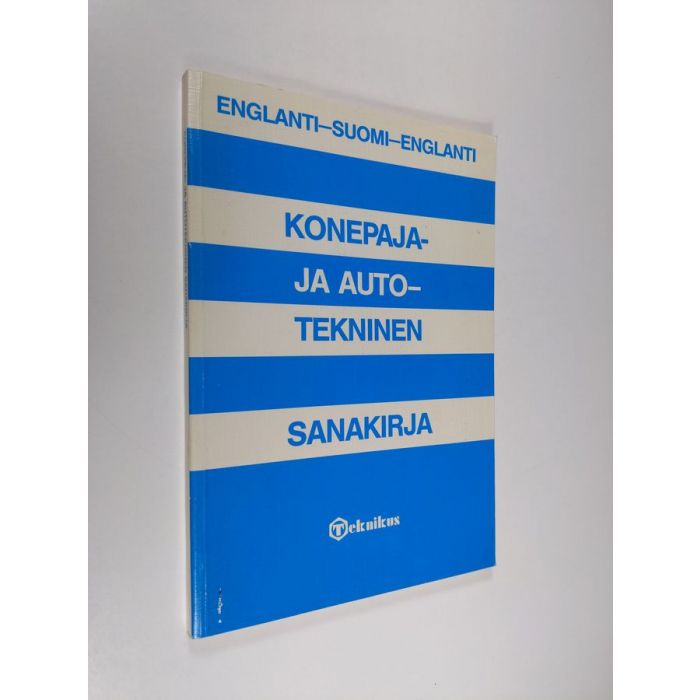 ENGLANTI–SUOMI–ENGLANTI
KONEPAJA-
JA AUTO–
TEKNINEN
SANAKIRJA
Teknikus